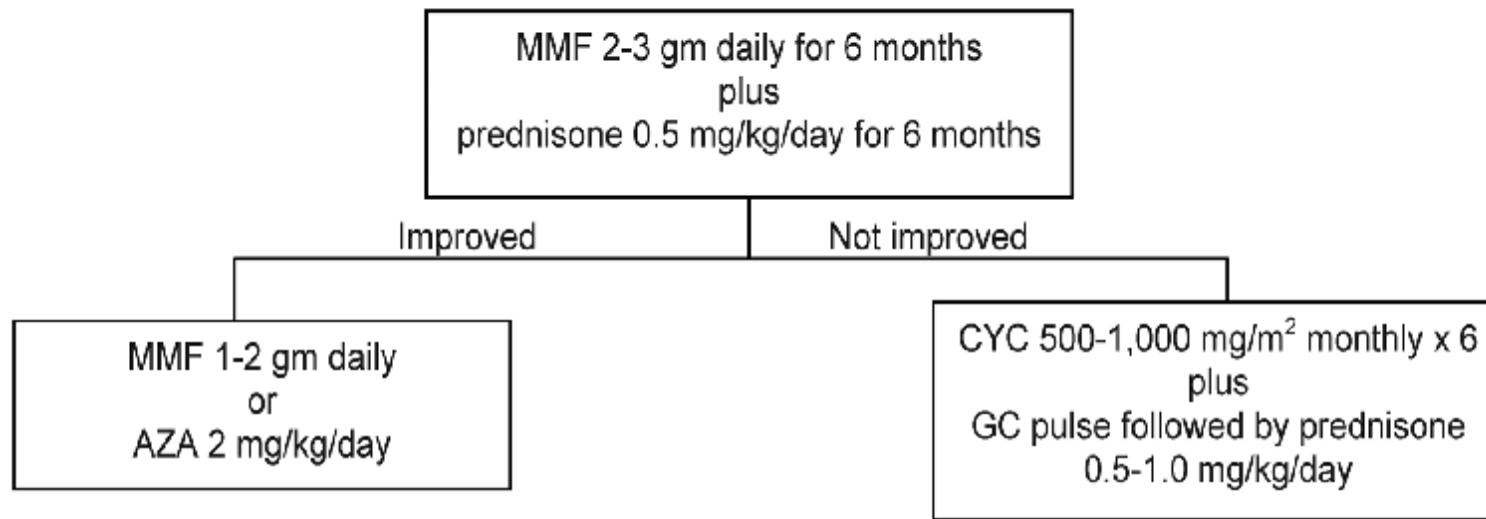 MMF 2-3 gm daily for 6 months
plus
prednisone 0.5 mg/kg/day for 6 months
Improved
Not improved
MMF 1-2 gm daily
or
AZA 2 mg/kg/day
CYC 500-1,000 mg/m² monthly x 6
plus
GC pulse followed by prednisone
0.5-1.0 mg/kg/day